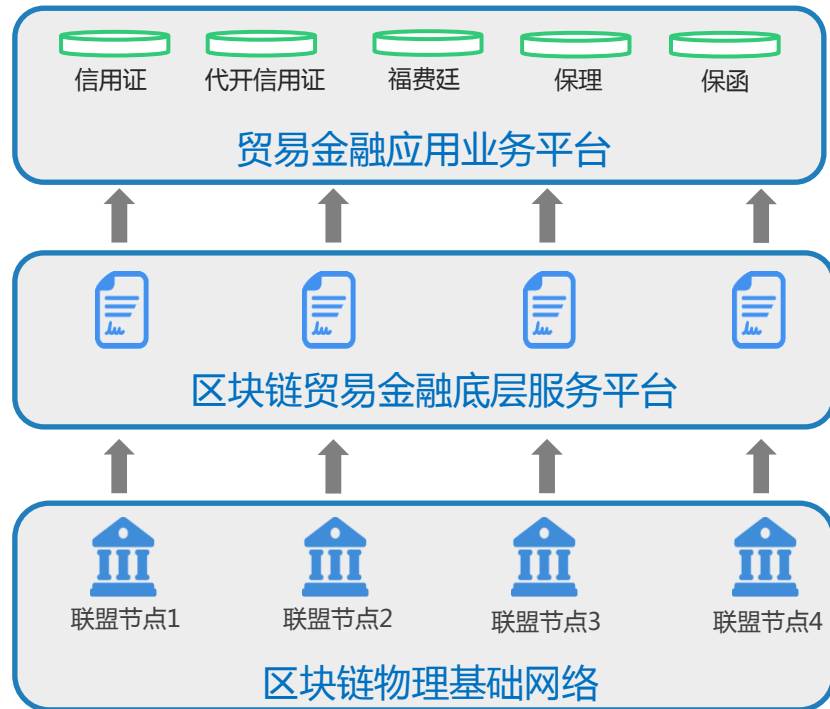 信用证 代开信用证 福费廷 保理 保函
贸易金融应用业务平台
区块链贸易金融底层服务平台
联盟节点1 联盟节点2 联盟节点3 联盟节点4
区块链物理基础网络